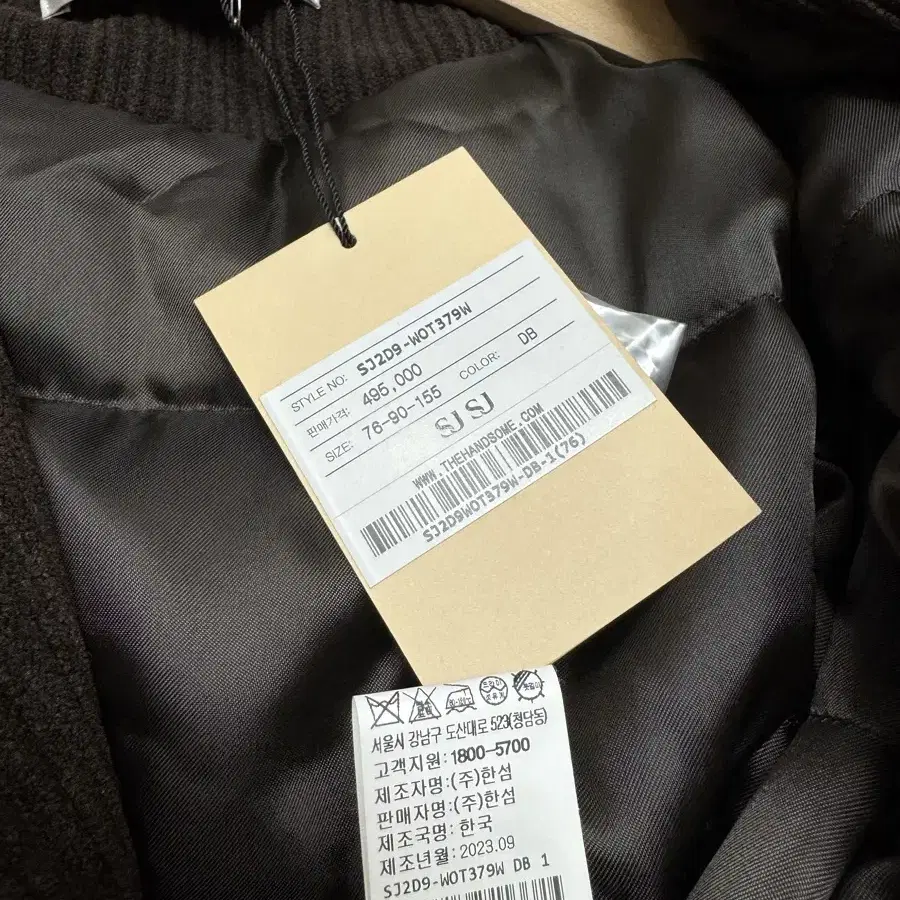 STYLE NO: SJ2D9-WOT379W
판매가격: 495,000
SIZE: 76-90-155 COLOR: DB
SJ SJ
WWW.THEHANDSOME.COM
SJ2D9WOT379W-DB-1(76)
서울시 강남구 도산대로 523(청담동)
고객지원: 1800-5700
제조자명:(주)한섬
판매자명:(주)한섬
제조국명: 한국
제조년월: 2023.09
SJ2D9-WOT379W DB 1